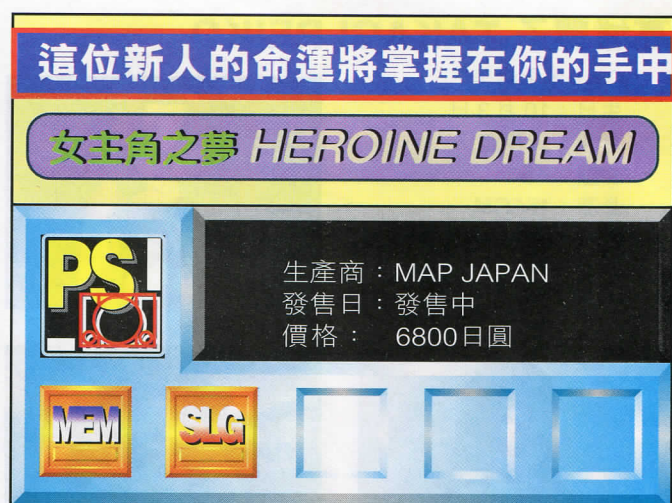 這位新人的命運將掌握在你的手中
女主角之夢 HEROINE DREAM
PS
生產商：MAP JAPAN
發售日：發售中
價格： 6800日圓
MEM SLG